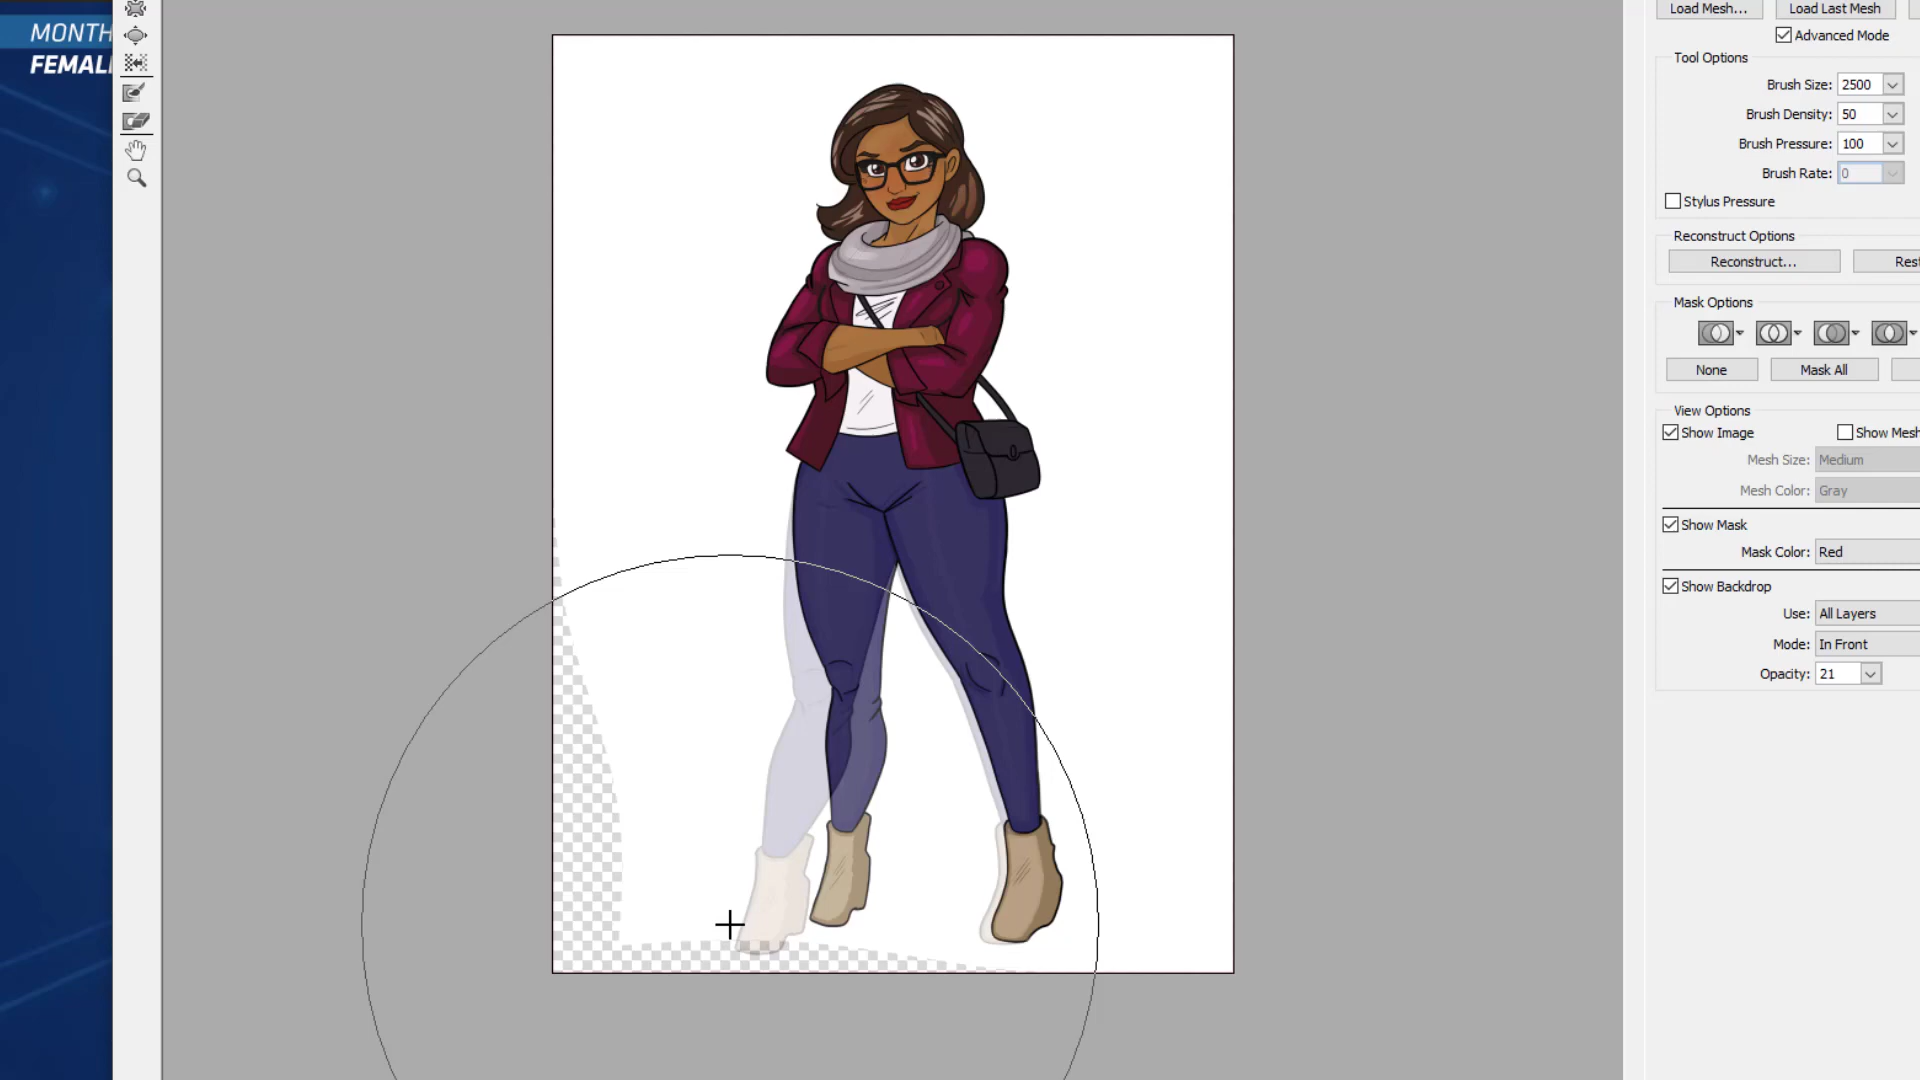 MONTH
FEMAL
Load Mesh...
Load Last Mesh
Advanced Mode
Tool Options
Brush Size: 2500
Brush Density: 50
Brush Pressure: 100
Brush Rate: 0
Stylus Pressure
Reconstruct Options
Reconstruct...
Rest
Mask Options
None
Mask All
View Options
Show Image
Show Mesh
Mesh Size: Medium
Mesh Color: Gray
Show Mask
Mask Color: Red
Show Backdrop
Use: All Layers
Mode: In Front
Opacity: 21